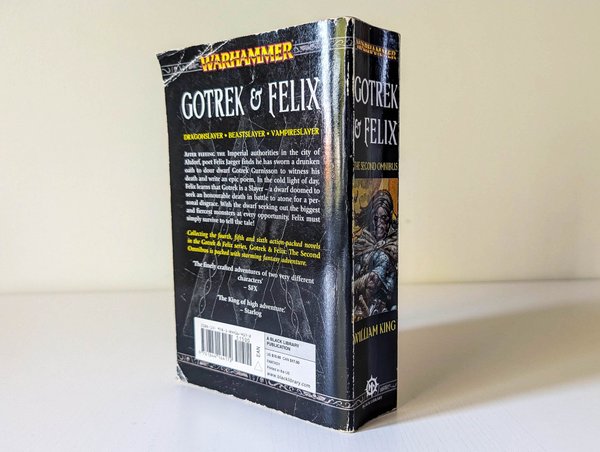 WARHAMMER
GOTREK & FELIX
DRAGONSLAYER • BEASTSLAYER • VAMPIRESLAYER
AFTER FLEEING THE Imperial authorities in the city of
Altdorf, poet Felix Jaeger finds he has sworn a drunken
oath to dour dwarf Gotrek Gurnisson to witness his
death and write an epic poem. In the cold light of day,
Felix learns that Gotrek is a Slayer – a dwarf doomed to
seek an honourable death in battle to atone for a per-
sonal disgrace. With the dwarf seeking out the biggest
and fiercest monsters at every opportunity, Felix must
simply survive to tell the tale!
Collecting the fourth, fifth and sixth action-packed novels
in the Gotrek & Felix series, Gotrek & Felix: The Second
Omnibus is packed with storming fantasy adventure.
'The finely crafted adventures of two very different
characters'
– SFX
'The King of high adventure.'
– Starlog
EAN
A BLACK LIBRARY
PUBLICATION
FANTASY
Printed in the US
www.blacklibrary.com
WARHAMMER
GOTREK
& FELIX
THE SECOND OMNIBUS
WILLIAM KING